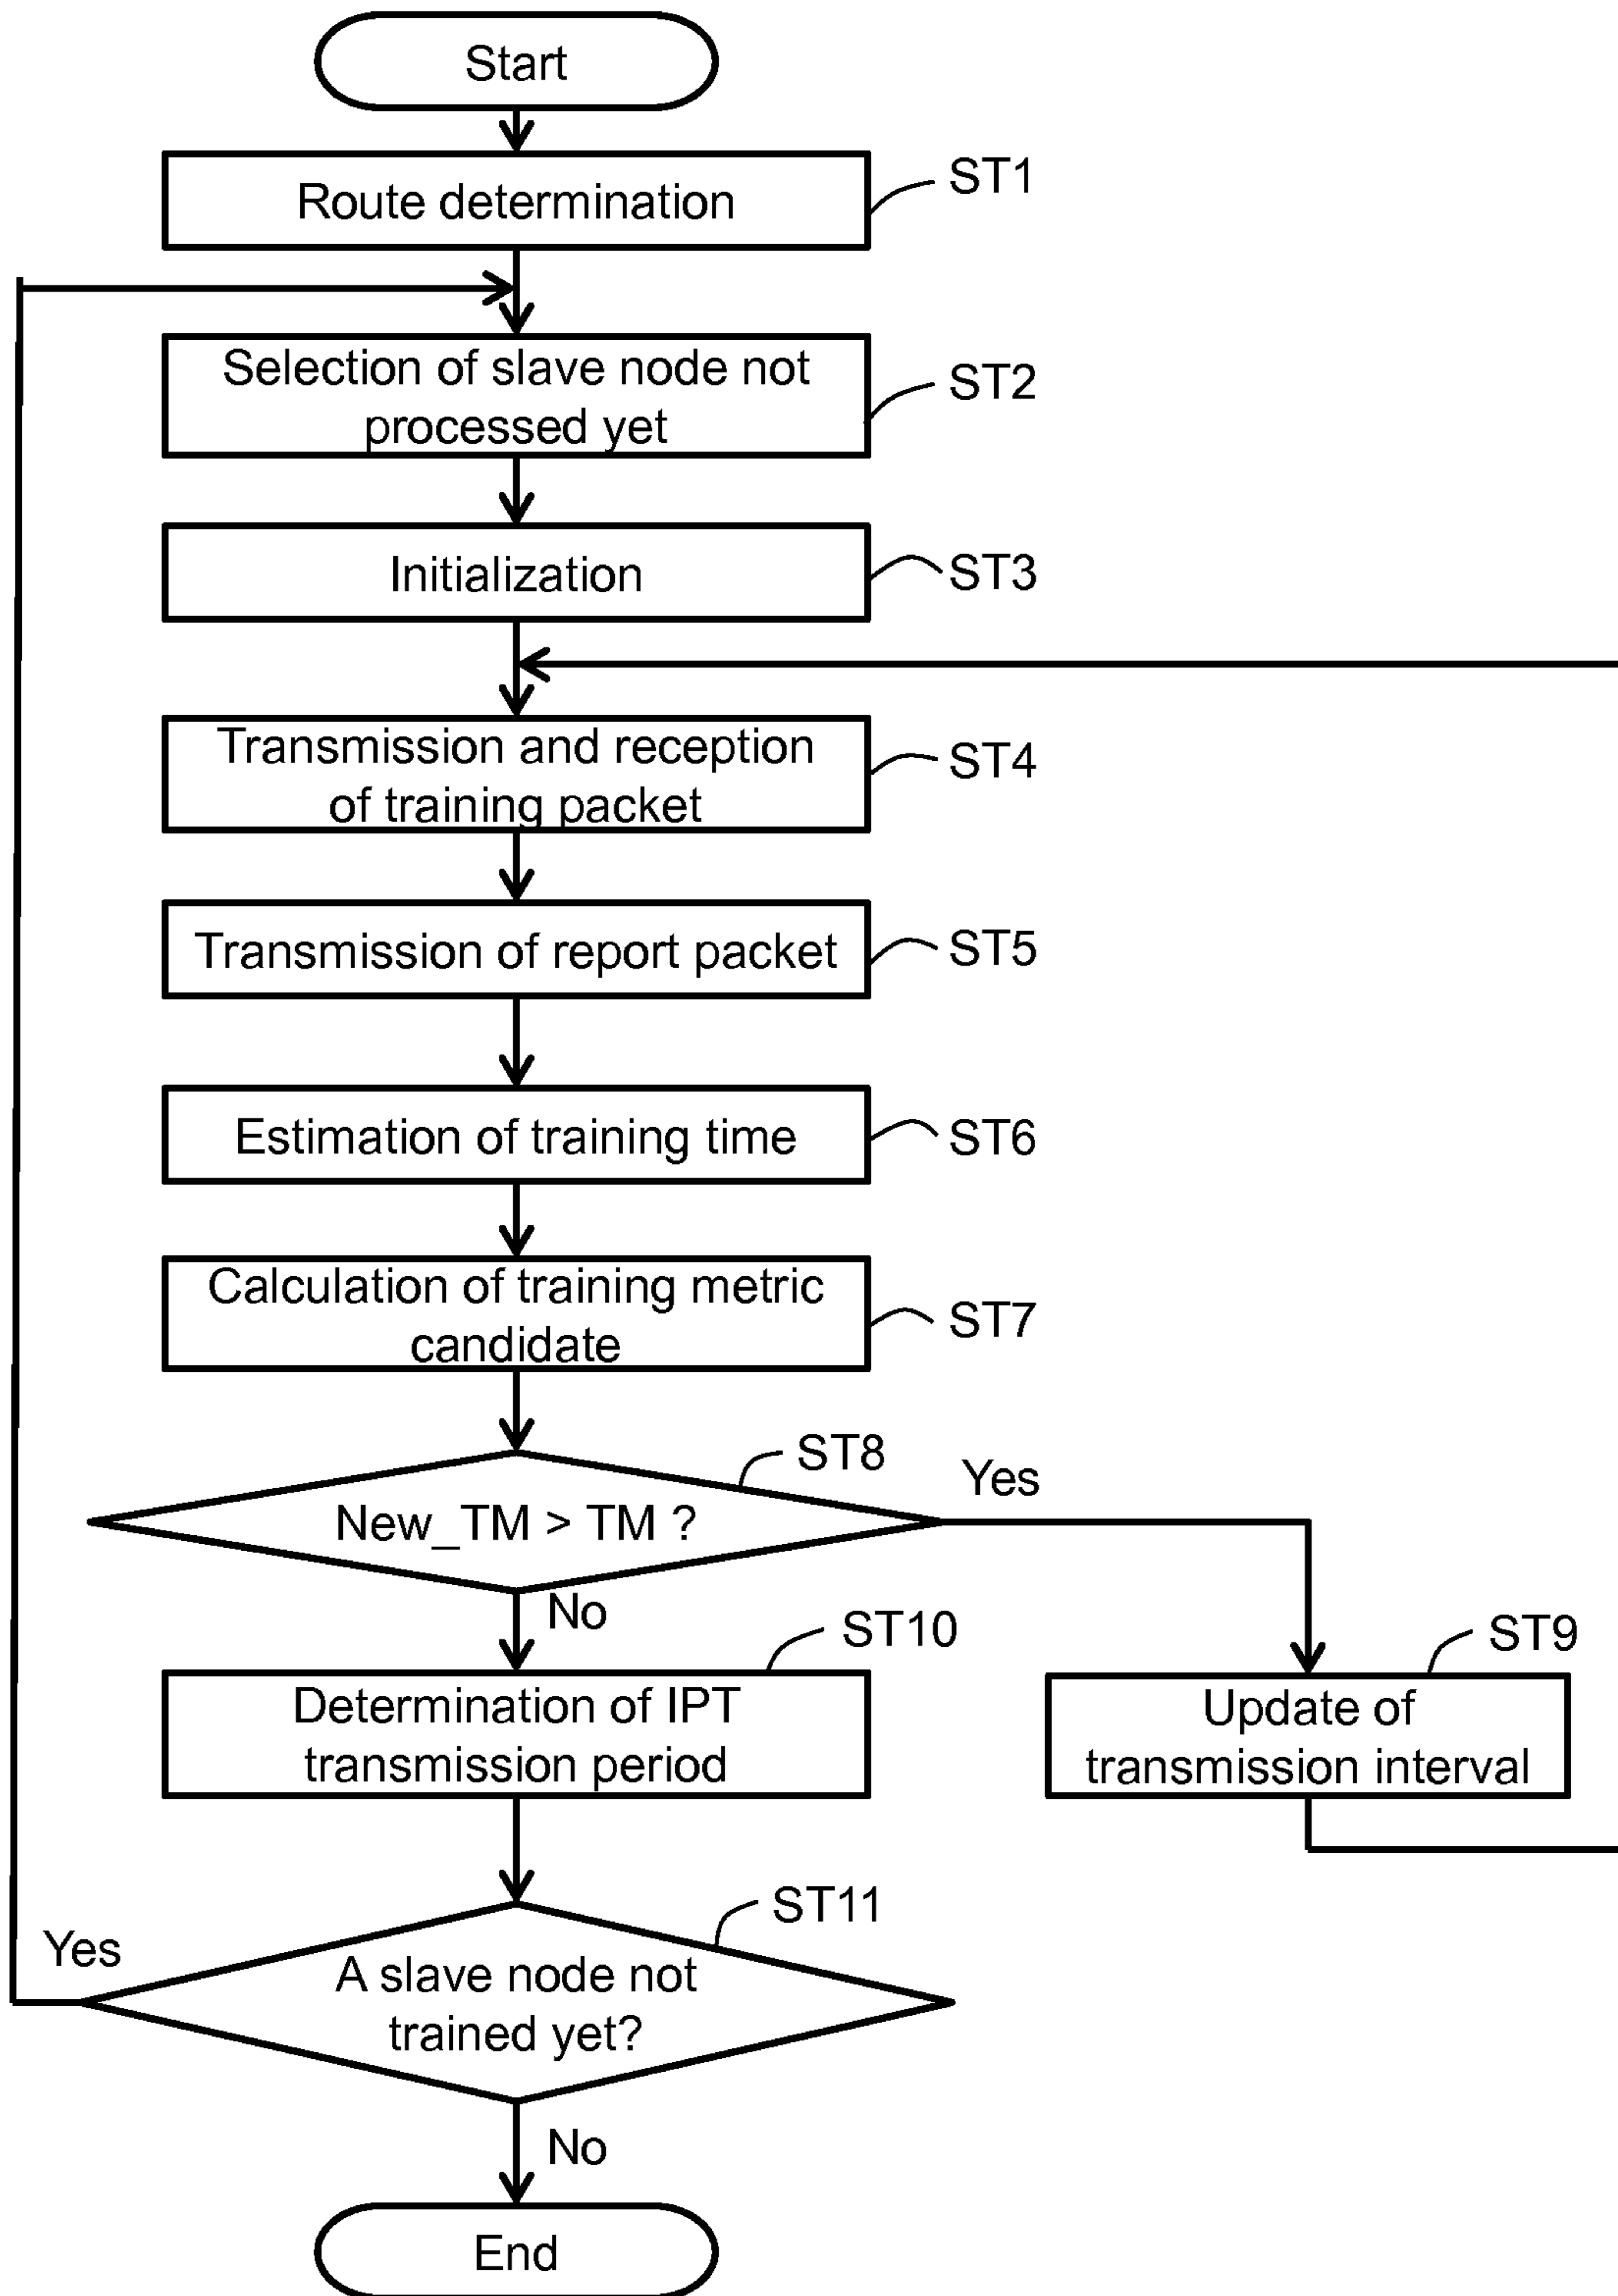 Start
Route determination
ST1
Selection of slave node not
processed yet
ST2
Initialization
ST3
Transmission and reception
of training packet
ST4
Transmission of report packet
ST5
Estimation of training time
ST6
Calculation of training metric
candidate
ST7
ST8
New_TM > TM ?
Yes
No
ST10
Determination of IPT
transmission period
ST9
Update of
transmission interval
ST11
Yes
A slave node not
trained yet?
No
End